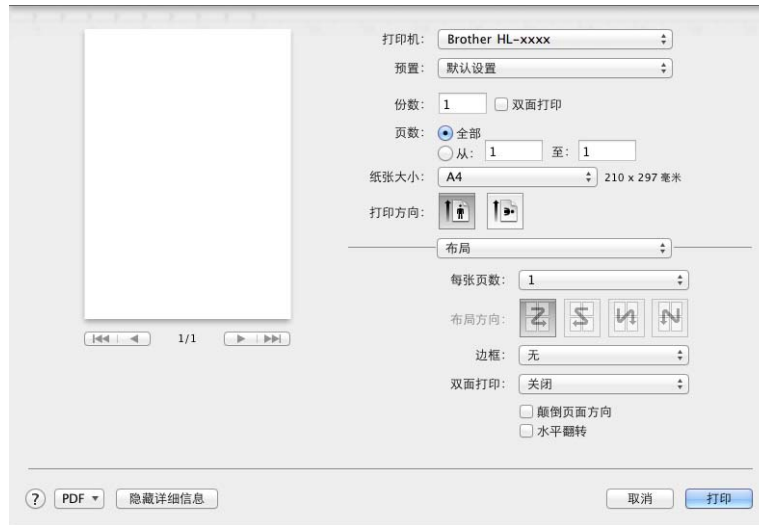 打印机: Brother HL-xxxx
预置: 默认设置
份数: 1 双面打印
页数: 全部
从: 1 至: 1
纸张大小: A4 210 x 297 毫米
打印方向:
布局
每张页数: 1
布局方向:
边框: 无
双面打印: 关闭
颠倒页面方向
水平翻转
1/1
? PDF 隐藏详细信息 取消 打印